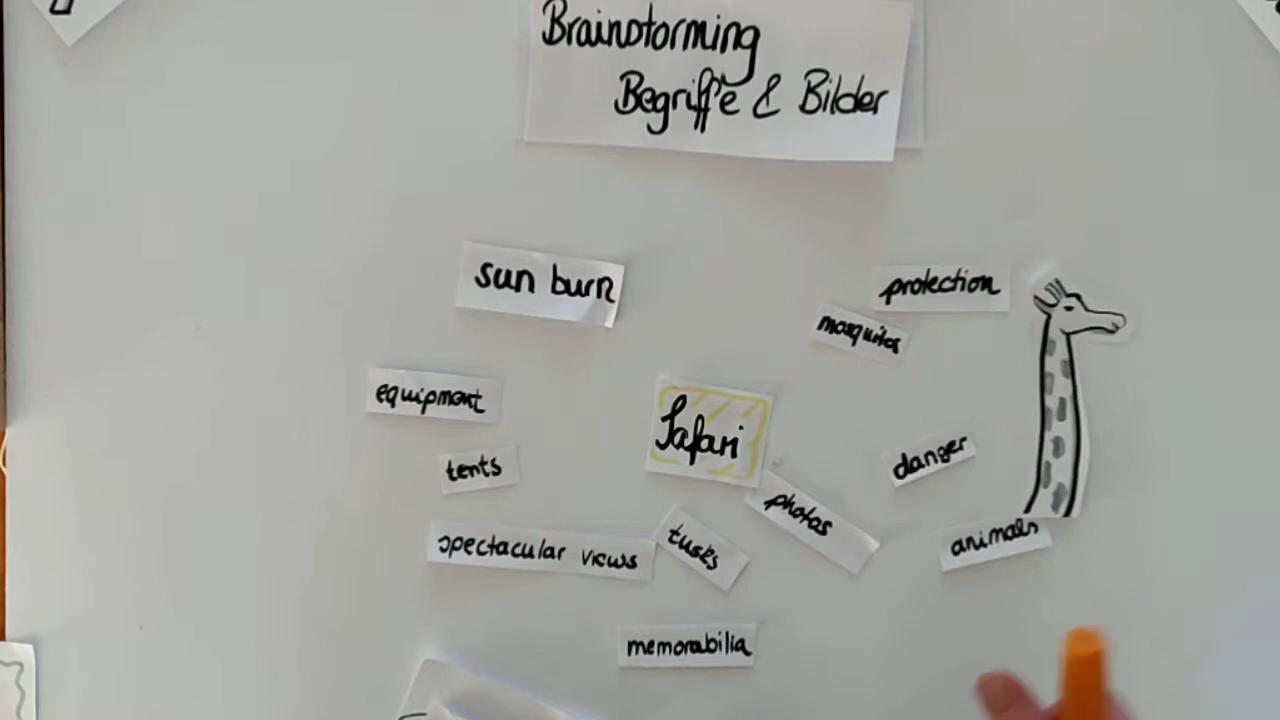 Brainstorming
Begriffe & Bilder
sun burn
protection
mosquitos
equipment
Safari
tents
danger
photos
spectacular views
tusks
animals
memorabilia